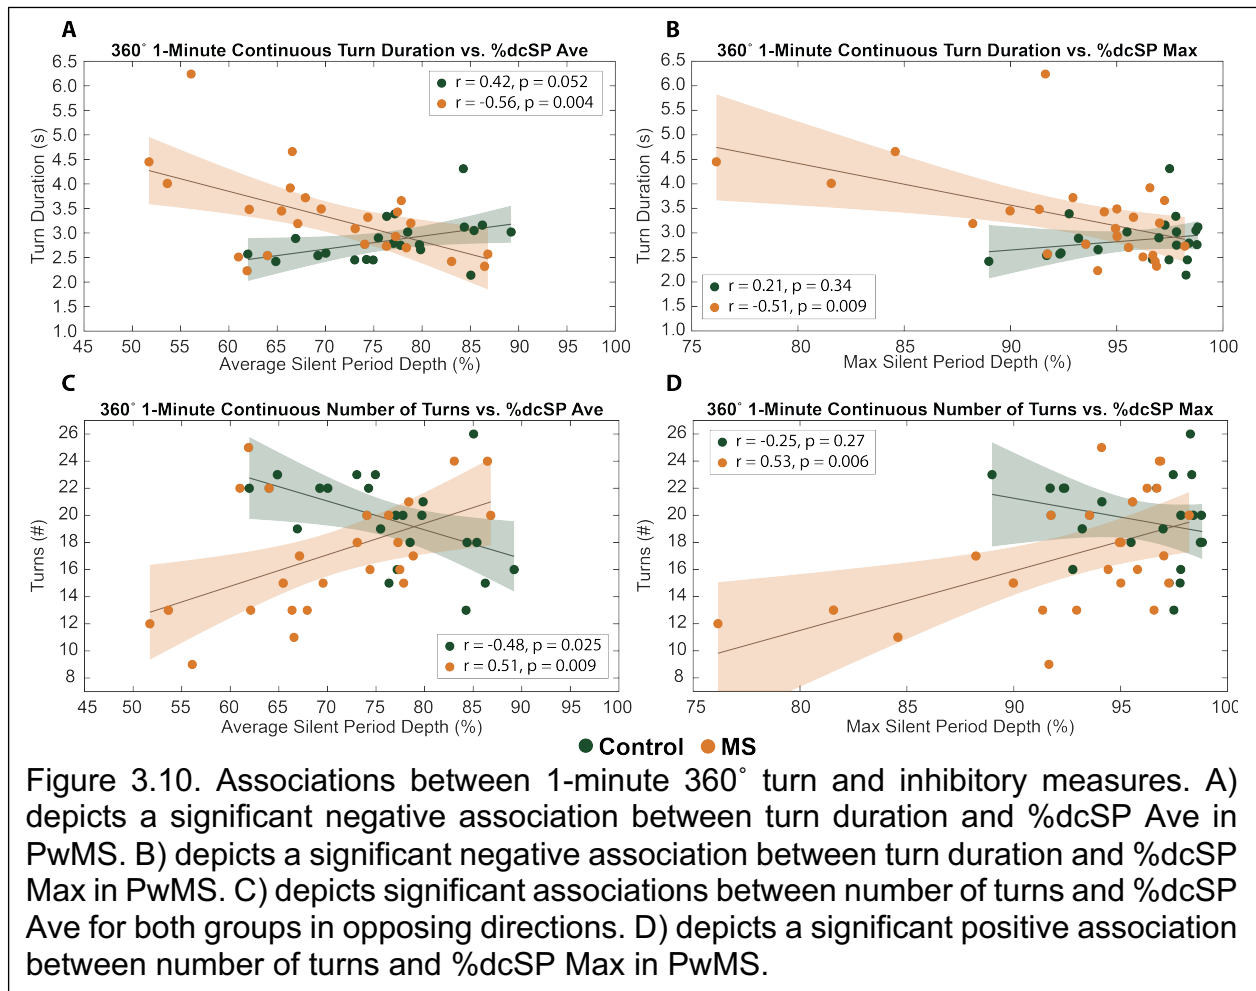 A
360° 1-Minute Continuous Turn Duration vs. %dcSP Ave
r = 0.42, p = 0.052
r = -0.56, p = 0.004
Turn Duration (s)
6.5
6.0
5.5
5.0
4.5
4.0
3.5
3.0
2.5
2.0
1.5
1.0
45 50 55 60 65 70 75 80 85 90 95 100
Average Silent Period Depth (%)
B
360° 1-Minute Continuous Turn Duration vs. %dcSP Max
r = 0.21, p = 0.34
r = -0.51, p = 0.009
Turn Duration (s)
6.5
6.0
5.5
5.0
4.5
4.0
3.5
3.0
2.5
2.0
1.5
1.0
75 80 85 90 95 100
Max Silent Period Depth (%)
C
360° 1-Minute Continuous Number of Turns vs. %dcSP Ave
r = -0.48, p = 0.025
r = 0.51, p = 0.009
Turns (#)
26
24
22
20
18
16
14
12
10
8
45 50 55 60 65 70 75 80 85 90 95 100
Average Silent Period Depth (%)
D
360° 1-Minute Continuous Number of Turns vs. %dcSP Max
r = -0.25, p = 0.27
r = 0.53, p = 0.006
Turns (#)
26
24
22
20
18
16
14
12
10
8
75 80 85 90 95 100
Max Silent Period Depth (%)
Control MS
Figure 3.10. Associations between 1-minute 360° turn and inhibitory measures. A)
depicts a significant negative association between turn duration and %dcSP Ave in
PwMS. B) depicts a significant negative association between turn duration and %dcSP
Max in PwMS. C) depicts significant associations between number of turns and %dcSP
Ave for both groups in opposing directions. D) depicts a significant positive association
between number of turns and %dcSP Max in PwMS.